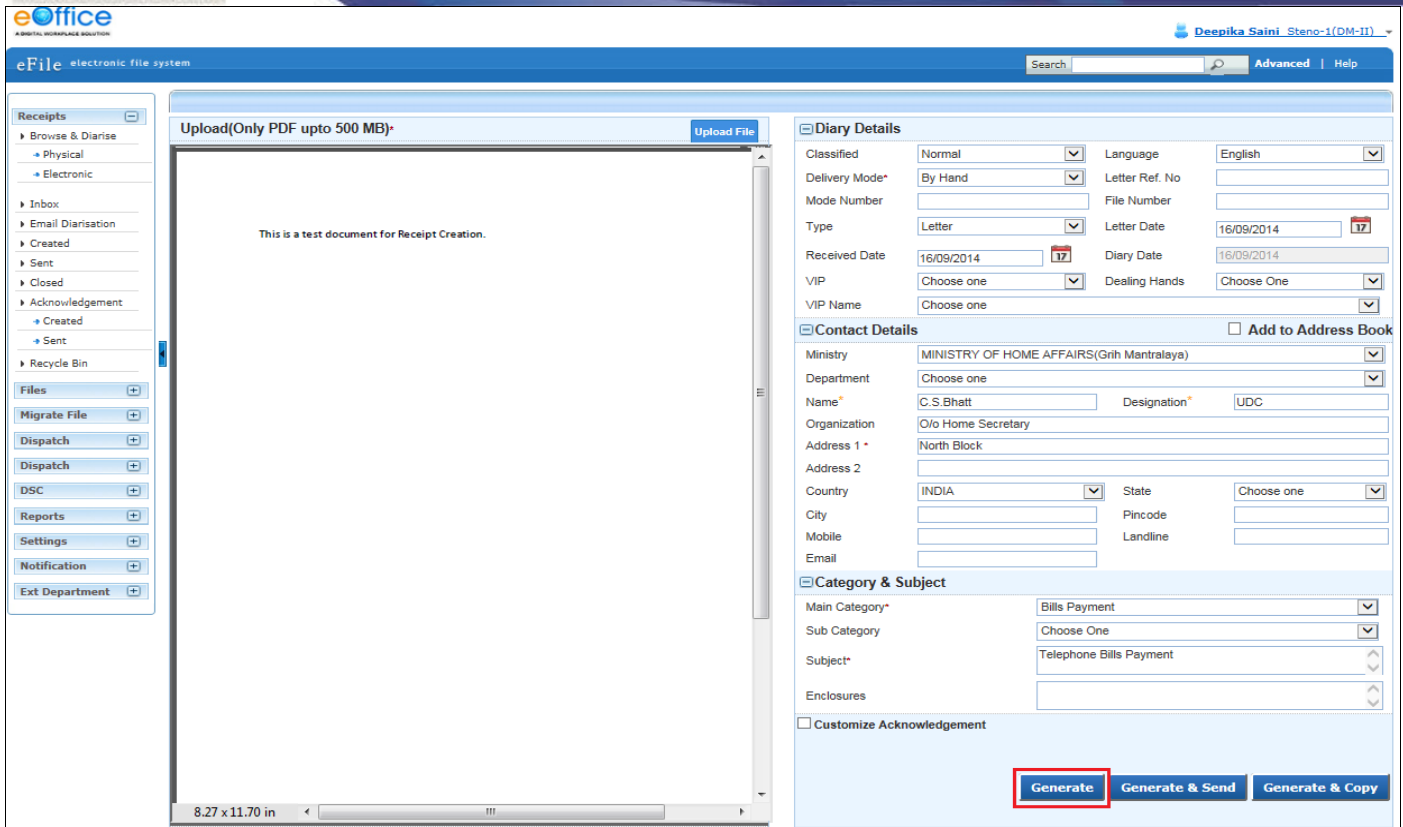 eOffice
A DIGITAL WORKPLACE SOLUTION
Deepika Saini Steno-1(DM-II)
eFile electronic file system
Search
Advanced | Help
Receipts
Browse & Diarise
Physical
Electronic
Inbox
Email Diarisation
Created
Sent
Closed
Acknowledgement
Created
Sent
Recycle Bin
Files
Migrate File
Dispatch
Dispatch
DSC
Reports
Settings
Notification
Ext Department
Upload(Only PDF upto 500 MB)*
Upload File
This is a test document for Receipt Creation.
8.27 x 11.70 in
Diary Details
Classified Normal Language English
Delivery Mode* By Hand Letter Ref. No
Mode Number File Number
Type Letter Letter Date 16/09/2014 17
Received Date 16/09/2014 17 Diary Date 16/09/2014
VIP Choose one Dealing Hands Choose One
VIP Name Choose one
Contact Details Add to Address Book
Ministry MINISTRY OF HOME AFFAIRS(Grih Mantralaya)
Department Choose one
Name* C.S.Bhatt Designation* UDC
Organization O/o Home Secretary
Address 1 * North Block
Address 2
Country INDIA State Choose one
City Pincode
Mobile Landline
Email
Category & Subject
Main Category* Bills Payment
Sub Category Choose One
Subject* Telephone Bills Payment
Enclosures
Customize Acknowledgement
Generate Generate & Send Generate & Copy